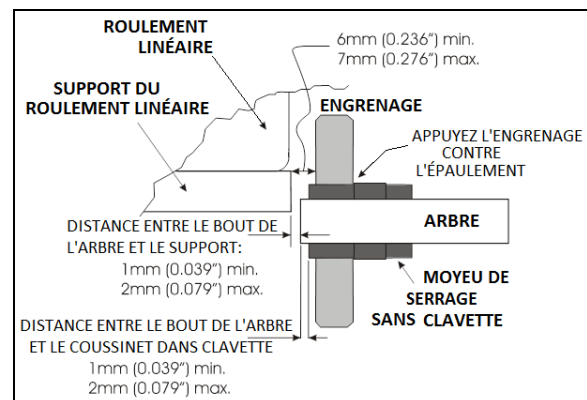 ROULEMENT
LINÉAIRE
6mm (0.236") min.
7mm (0.276") max.
SUPPORT DU
ROULEMENT LINÉAIRE
ENGRENAGE
APPUYEZ L'ENGRENAGE
CONTRE
L'ÉPAULEMENT
ARBRE
DISTANCE ENTRE LE BOUT DE
L'ARBRE ET LE SUPPORT:
1mm (0.039") min.
2mm (0.079") max.
MOYEU DE
SERRAGE
SANS CLAVETTE
DISTANCE ENTRE LE BOUT DE L'ARBRE
ET LE COUSSINET DANS CLAVETTE
1mm (0.039") min.
2mm (0.079") max.